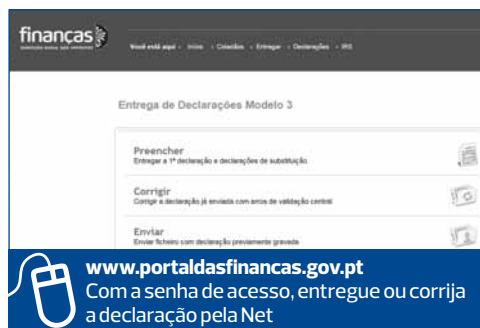 finanças
Você está aqui Início Cidadãos Entregar Declarações IRS
Entrega de Declarações Modelo 3
Preencher
Entregar a 1ª declaração e declarações de substituição.
Corrigir
Corrigir a declaração já enviada com erros de validação central
Enviar
Enviar ficheiro com declaração previamente gravada
www.portaldasfinancas.gov.pt
Com a senha de acesso, entregue ou corrija
a declaração pela Net